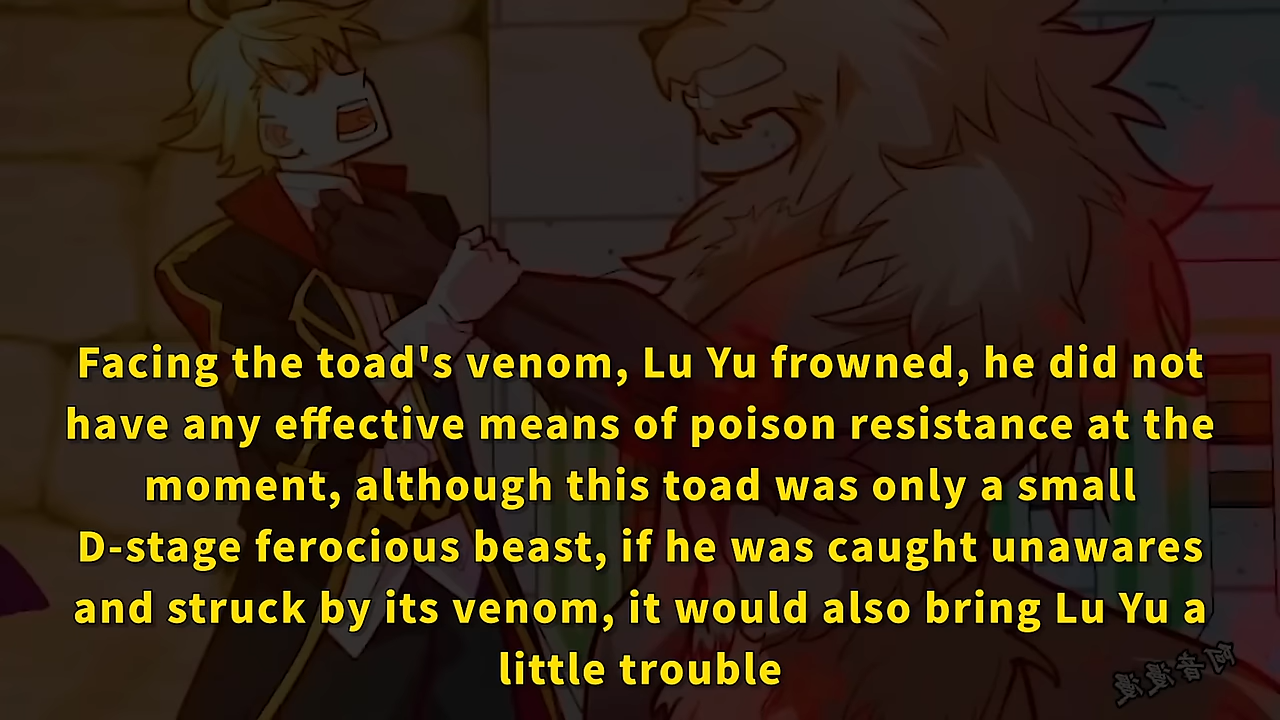 Facing the toad's venom, Lu Yu frowned, he did not
have any effective means of poison resistance at the
moment, although this toad was only a small
D-stage ferocious beast, if he was caught unawares
and struck by its venom, it would also bring Lu Yu a
little trouble